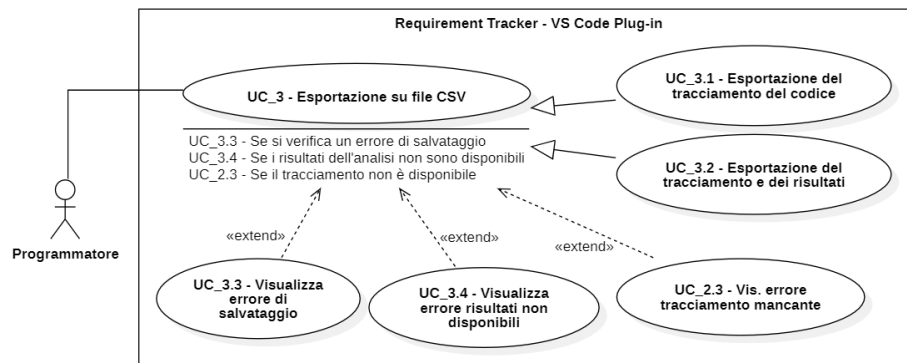 Requirement Tracker - VS Code Plug-in
UC_3 - Esportazione su file CSV
UC_3.1 - Esportazione del
tracciamento del codice
UC_3.3 - Se si verifica un errore di salvataggio
UC_3.4 - Se i risultati dell'analisi non sono disponibili
UC_2.3 - Se il tracciamento non è disponibile
UC_3.2 - Esportazione del
tracciamento e dei risultati
Programmatore
«extend»
«extend»
«extend»
UC_3.3 - Visualizza
errore di
salvataggio
UC_3.4 - Visualizza
errore risultati non
disponibili
UC_2.3 - Vis. errore
tracciamento mancante